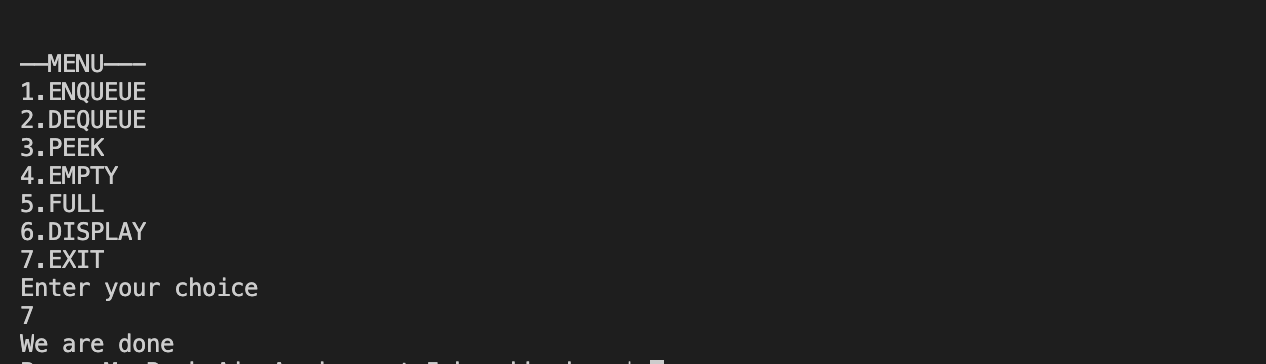 ——MENU———
1.ENQUEUE
2.DEQUEUE
3.PEEK
4.EMPTY
5.FULL
6.DISPLAY
7.EXIT
Enter your choice
7
We are done